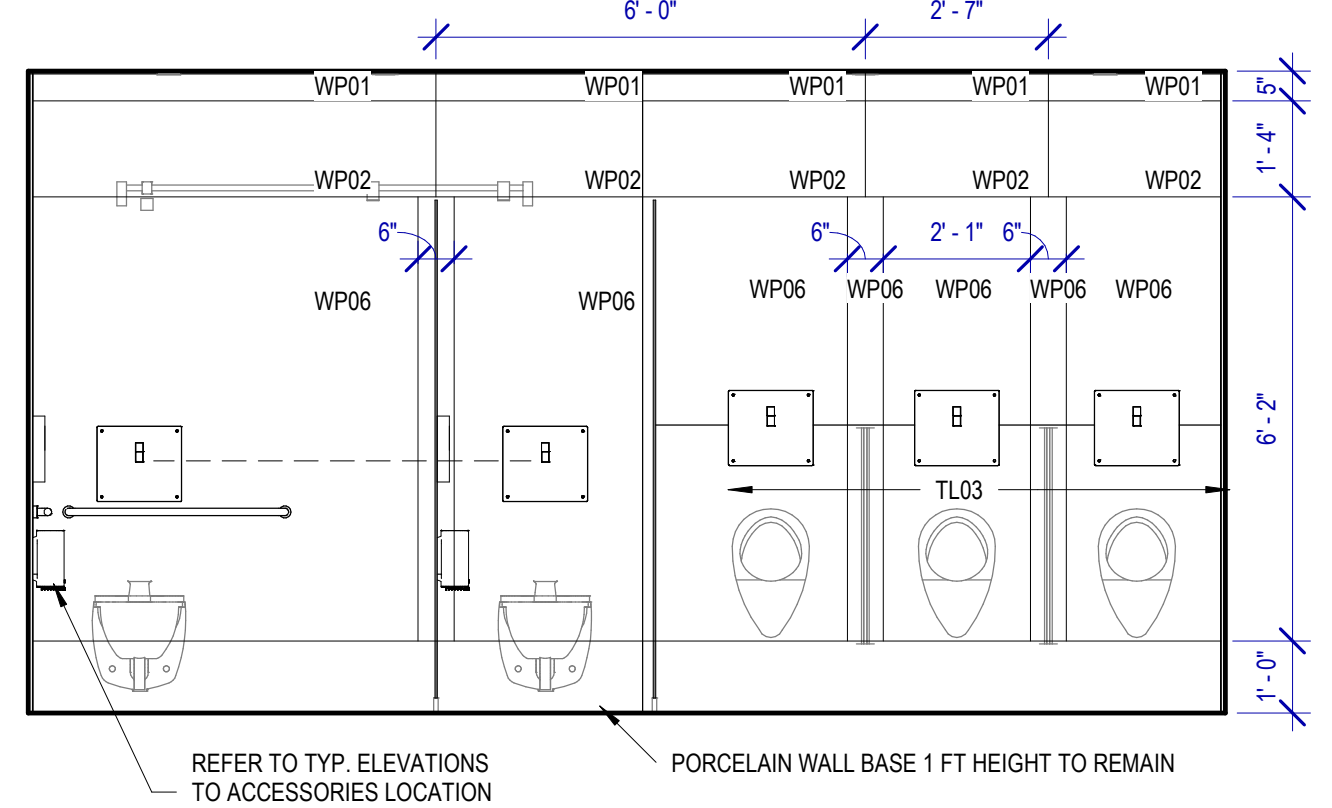 6' - 0" 2' - 7"
WP01 WP01 WP01 WP01 WP01 5"
1' - 4"
WP02 WP02 WP02 WP02 WP02
6" 6" 2' - 1" 6"
WP06 WP06 WP06 WP06 WP06
WP06 WP06
6' - 2"
TL03
1' - 0"
REFER TO TYP. ELEVATIONS
TO ACCESSORIES LOCATION
PORCELAIN WALL BASE 1 FT HEIGHT TO REMAIN